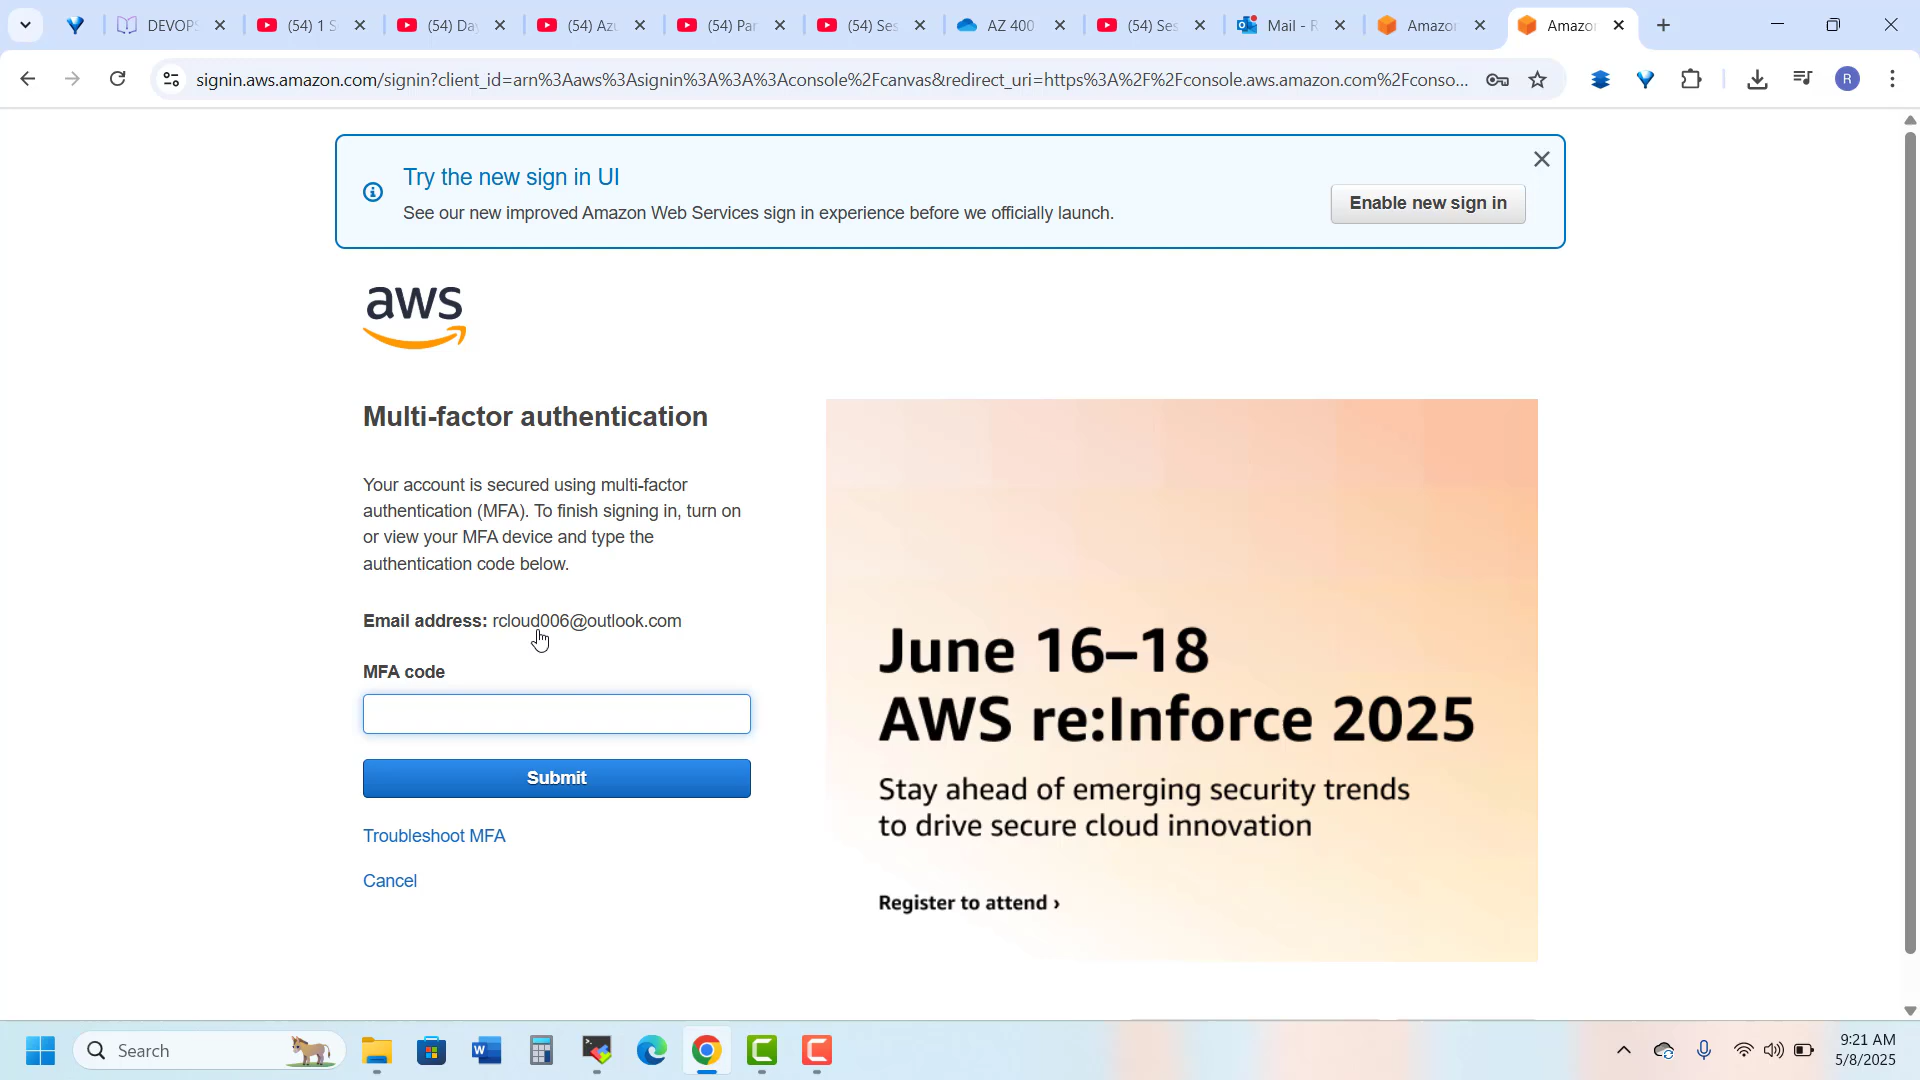 DEVOPS
(54) 1 S
(54) Da
(54) Az
(54) Par
(54) Ses
AZ 400
(54) Ses
Mail - R
Amazo
Amazo
signin.aws.amazon.com/signin?client_id=arn%3Aaws%3Asignin%3A%3A%3Aconsole%2Fcanvas&redirect_uri=https%3A%2F%2Fconsole.aws.amazon.com%2Fconso...
R
Try the new sign in UI
See our new improved Amazon Web Services sign in experience before we officially launch.
Enable new sign in
aws
Multi-factor authentication
Your account is secured using multi-factor
authentication (MFA). To finish signing in, turn on
or view your MFA device and type the
authentication code below.
Email address: rcloud006@outlook.com
MFA code
Submit
Troubleshoot MFA
Cancel
June 16–18
AWS re:Inforce 2025
Stay ahead of emerging security trends
to drive secure cloud innovation
Register to attend ›
Search
9:21 AM
5/8/2025